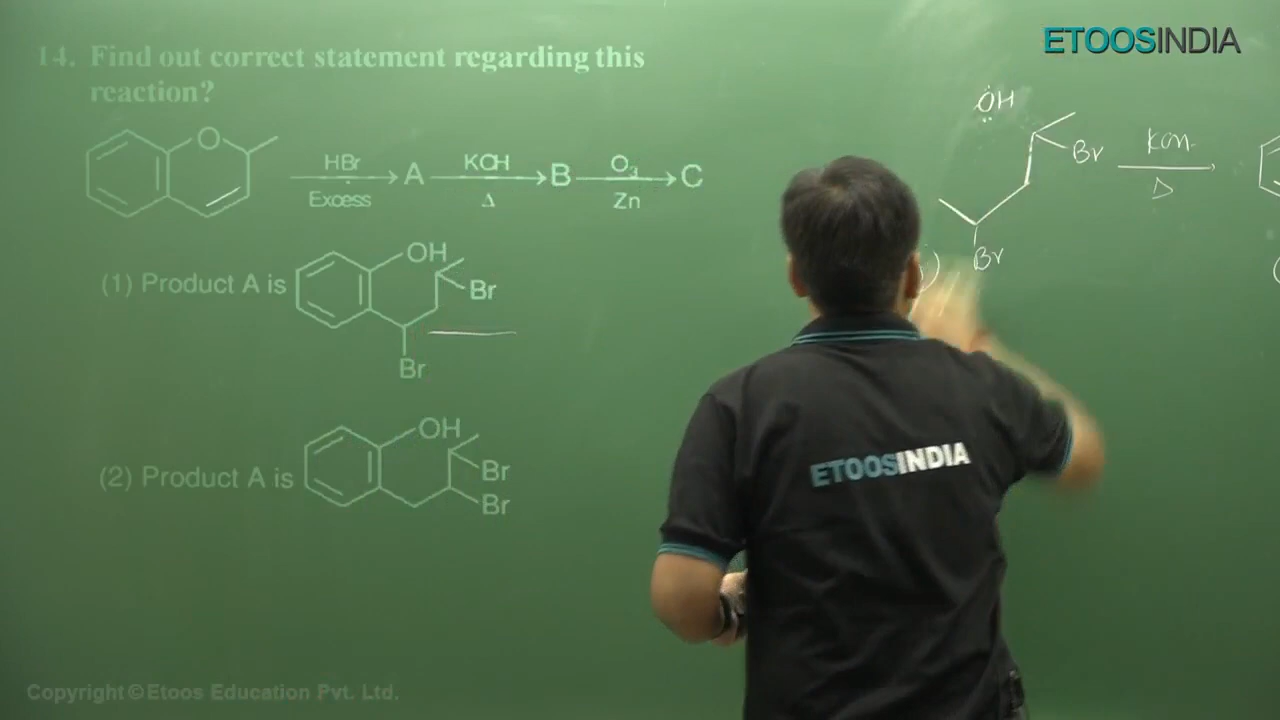 ETOOSINDIA
14. Find out correct statement regarding this
reaction?
O
HBr
Excess
A
KOH
Δ
B
O3
Zn
C
(1) Product A is
OH
Br
Br
(2) Product A is
OH
Br
Br
ÖH
Br
Br
KOH
Δ
ETOOSINDIA
Copyright ©Etoos Education Pvt. Ltd.